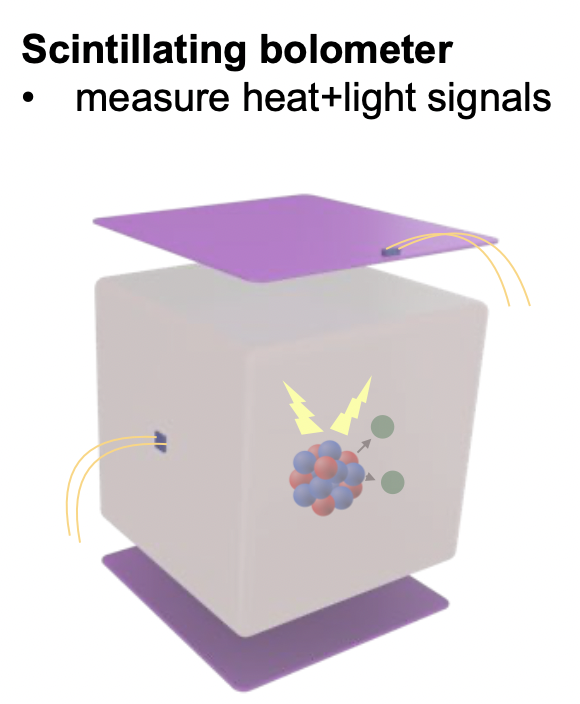 Scintillating bolometer
• measure heat+light signals